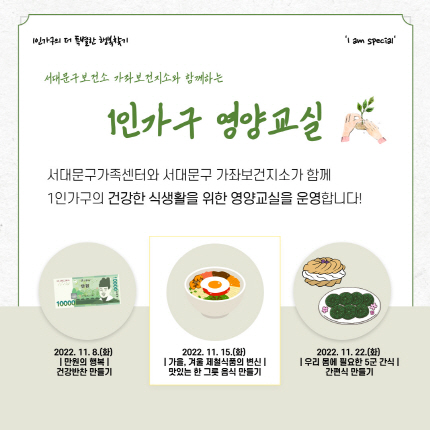 1인가구의 더 특별한 행복찾기
'I am special'
서대문구보건소 가좌보건지소와 함께하는
1인가구 영양교실
서대문구가족센터와 서대문구 가좌보건지소가 함께
1인가구의 건강한 식생활을 위한 영양교실을 운영합니다!
10000
만원
10000
2022. 11. 8.(화)
| 만원의 행복 |
건강반찬 만들기
2022. 11. 15.(화)
| 가을, 겨울 제철식품의 변신 |
맛있는 한 그릇 음식 만들기
2022. 11. 22.(화)
| 우리 몸에 필요한 5군 간식 |
간편식 만들기